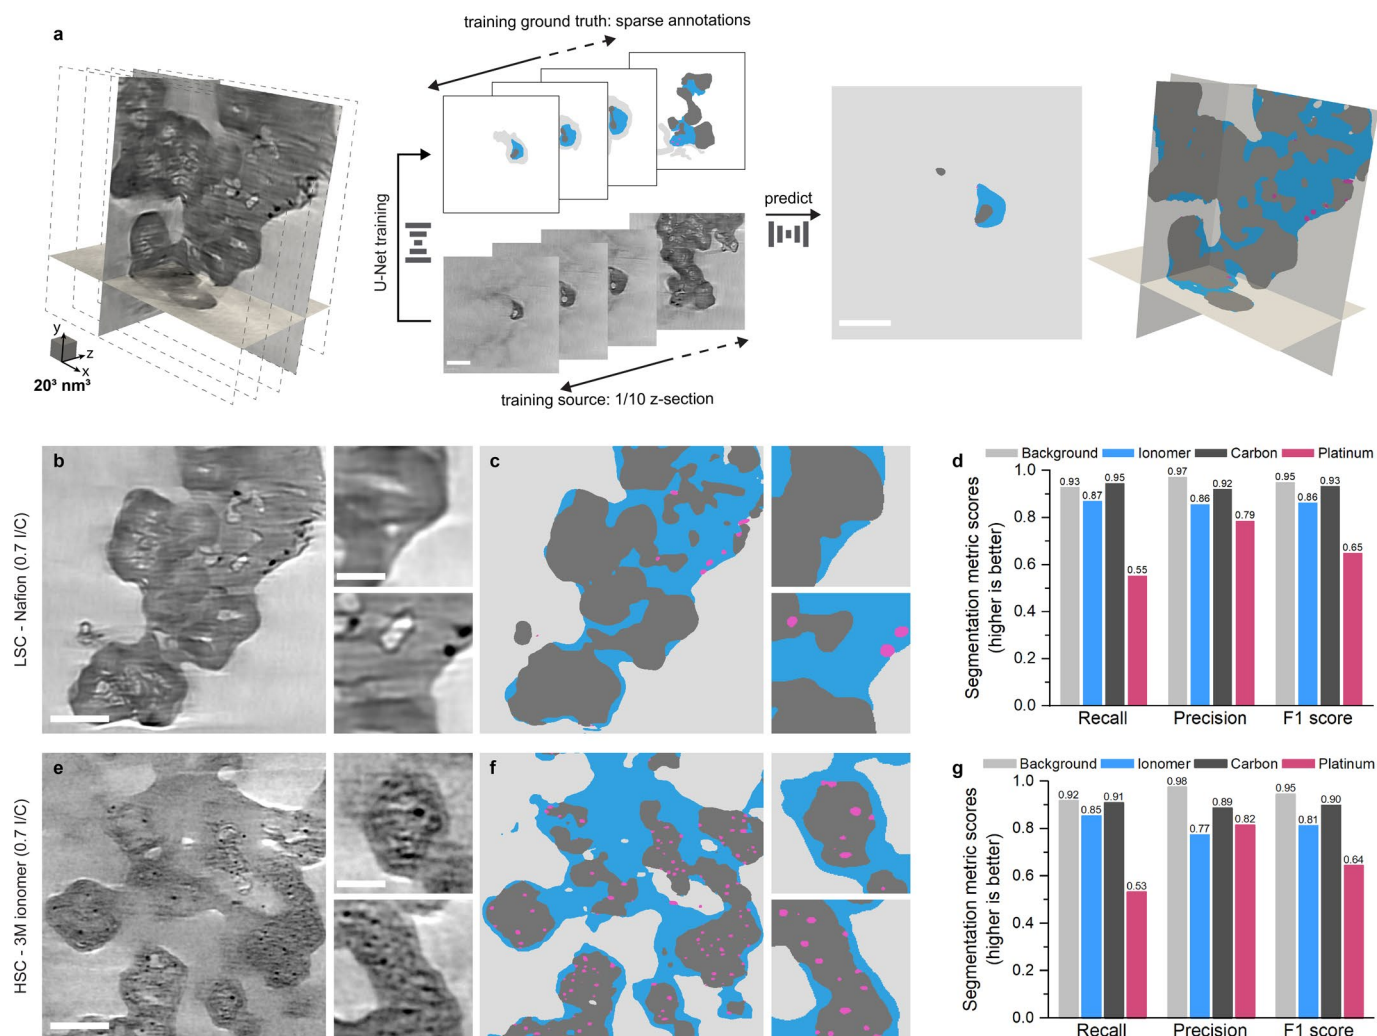 a
training ground truth: sparse annotations
U-Net training
predict
y
z
x
20³ nm³
training source: 1/10 z-section
LSC - Nafion (0.7 I/C)
b
c
d
Background Ionomer Carbon Platinum
Segmentation metric scores
(higher is better)
1.0
0.8
0.6
0.4
0.2
0.0
0.93 0.87 0.95 0.55
0.97 0.86 0.92 0.79
0.95 0.86 0.93 0.65
Recall Precision F1 score
HSC - 3M ionomer (0.7 I/C)
e
f
g
Background Ionomer Carbon Platinum
Segmentation metric scores
(higher is better)
1.0
0.8
0.6
0.4
0.2
0.0
0.92 0.85 0.91 0.53
0.98 0.77 0.89 0.82
0.95 0.81 0.90 0.64
Recall Precision F1 score